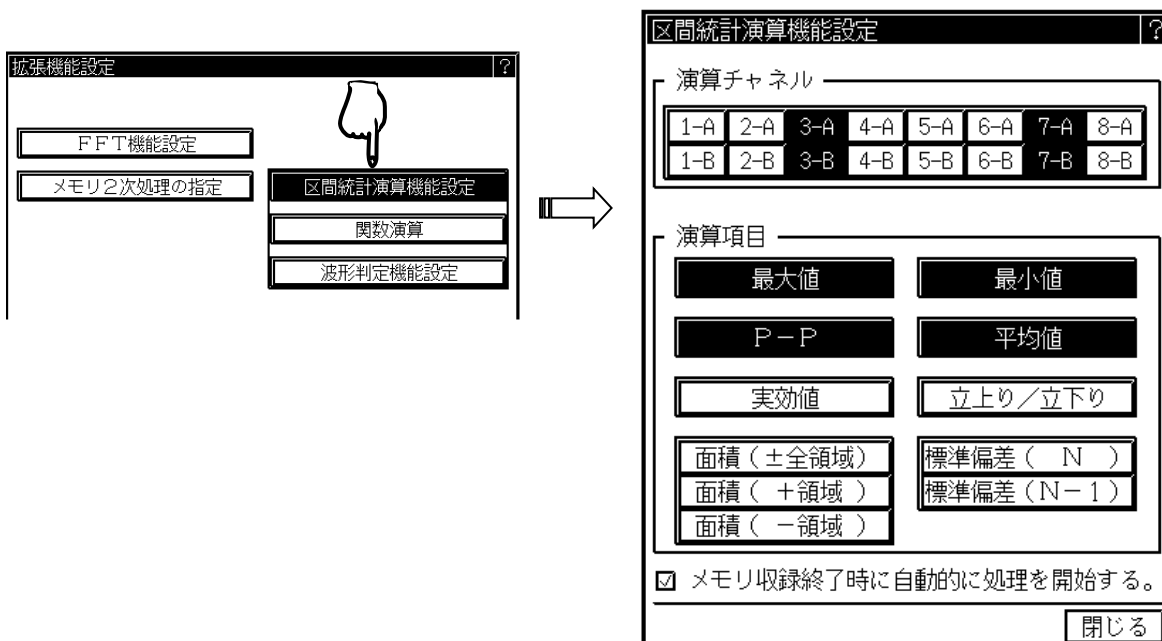 拡張機能設定 ?
FFT機能設定
メモリ2次処理の指定
区間統計演算機能設定
関数演算
波形判定機能設定
区間統計演算機能設定 ?
演算チャネル
1-A 2-A 3-A 4-A 5-A 6-A 7-A 8-A
1-B 2-B 3-B 4-B 5-B 6-B 7-B 8-B
演算項目
最大値 最小値
P-P 平均値
実効値 立上り/立下り
面積(±全領域) 標準偏差( N )
面積( +領域 ) 標準偏差(N-1)
面積( -領域 )
☑ メモリ収録終了時に自動的に処理を開始する。
閉じる